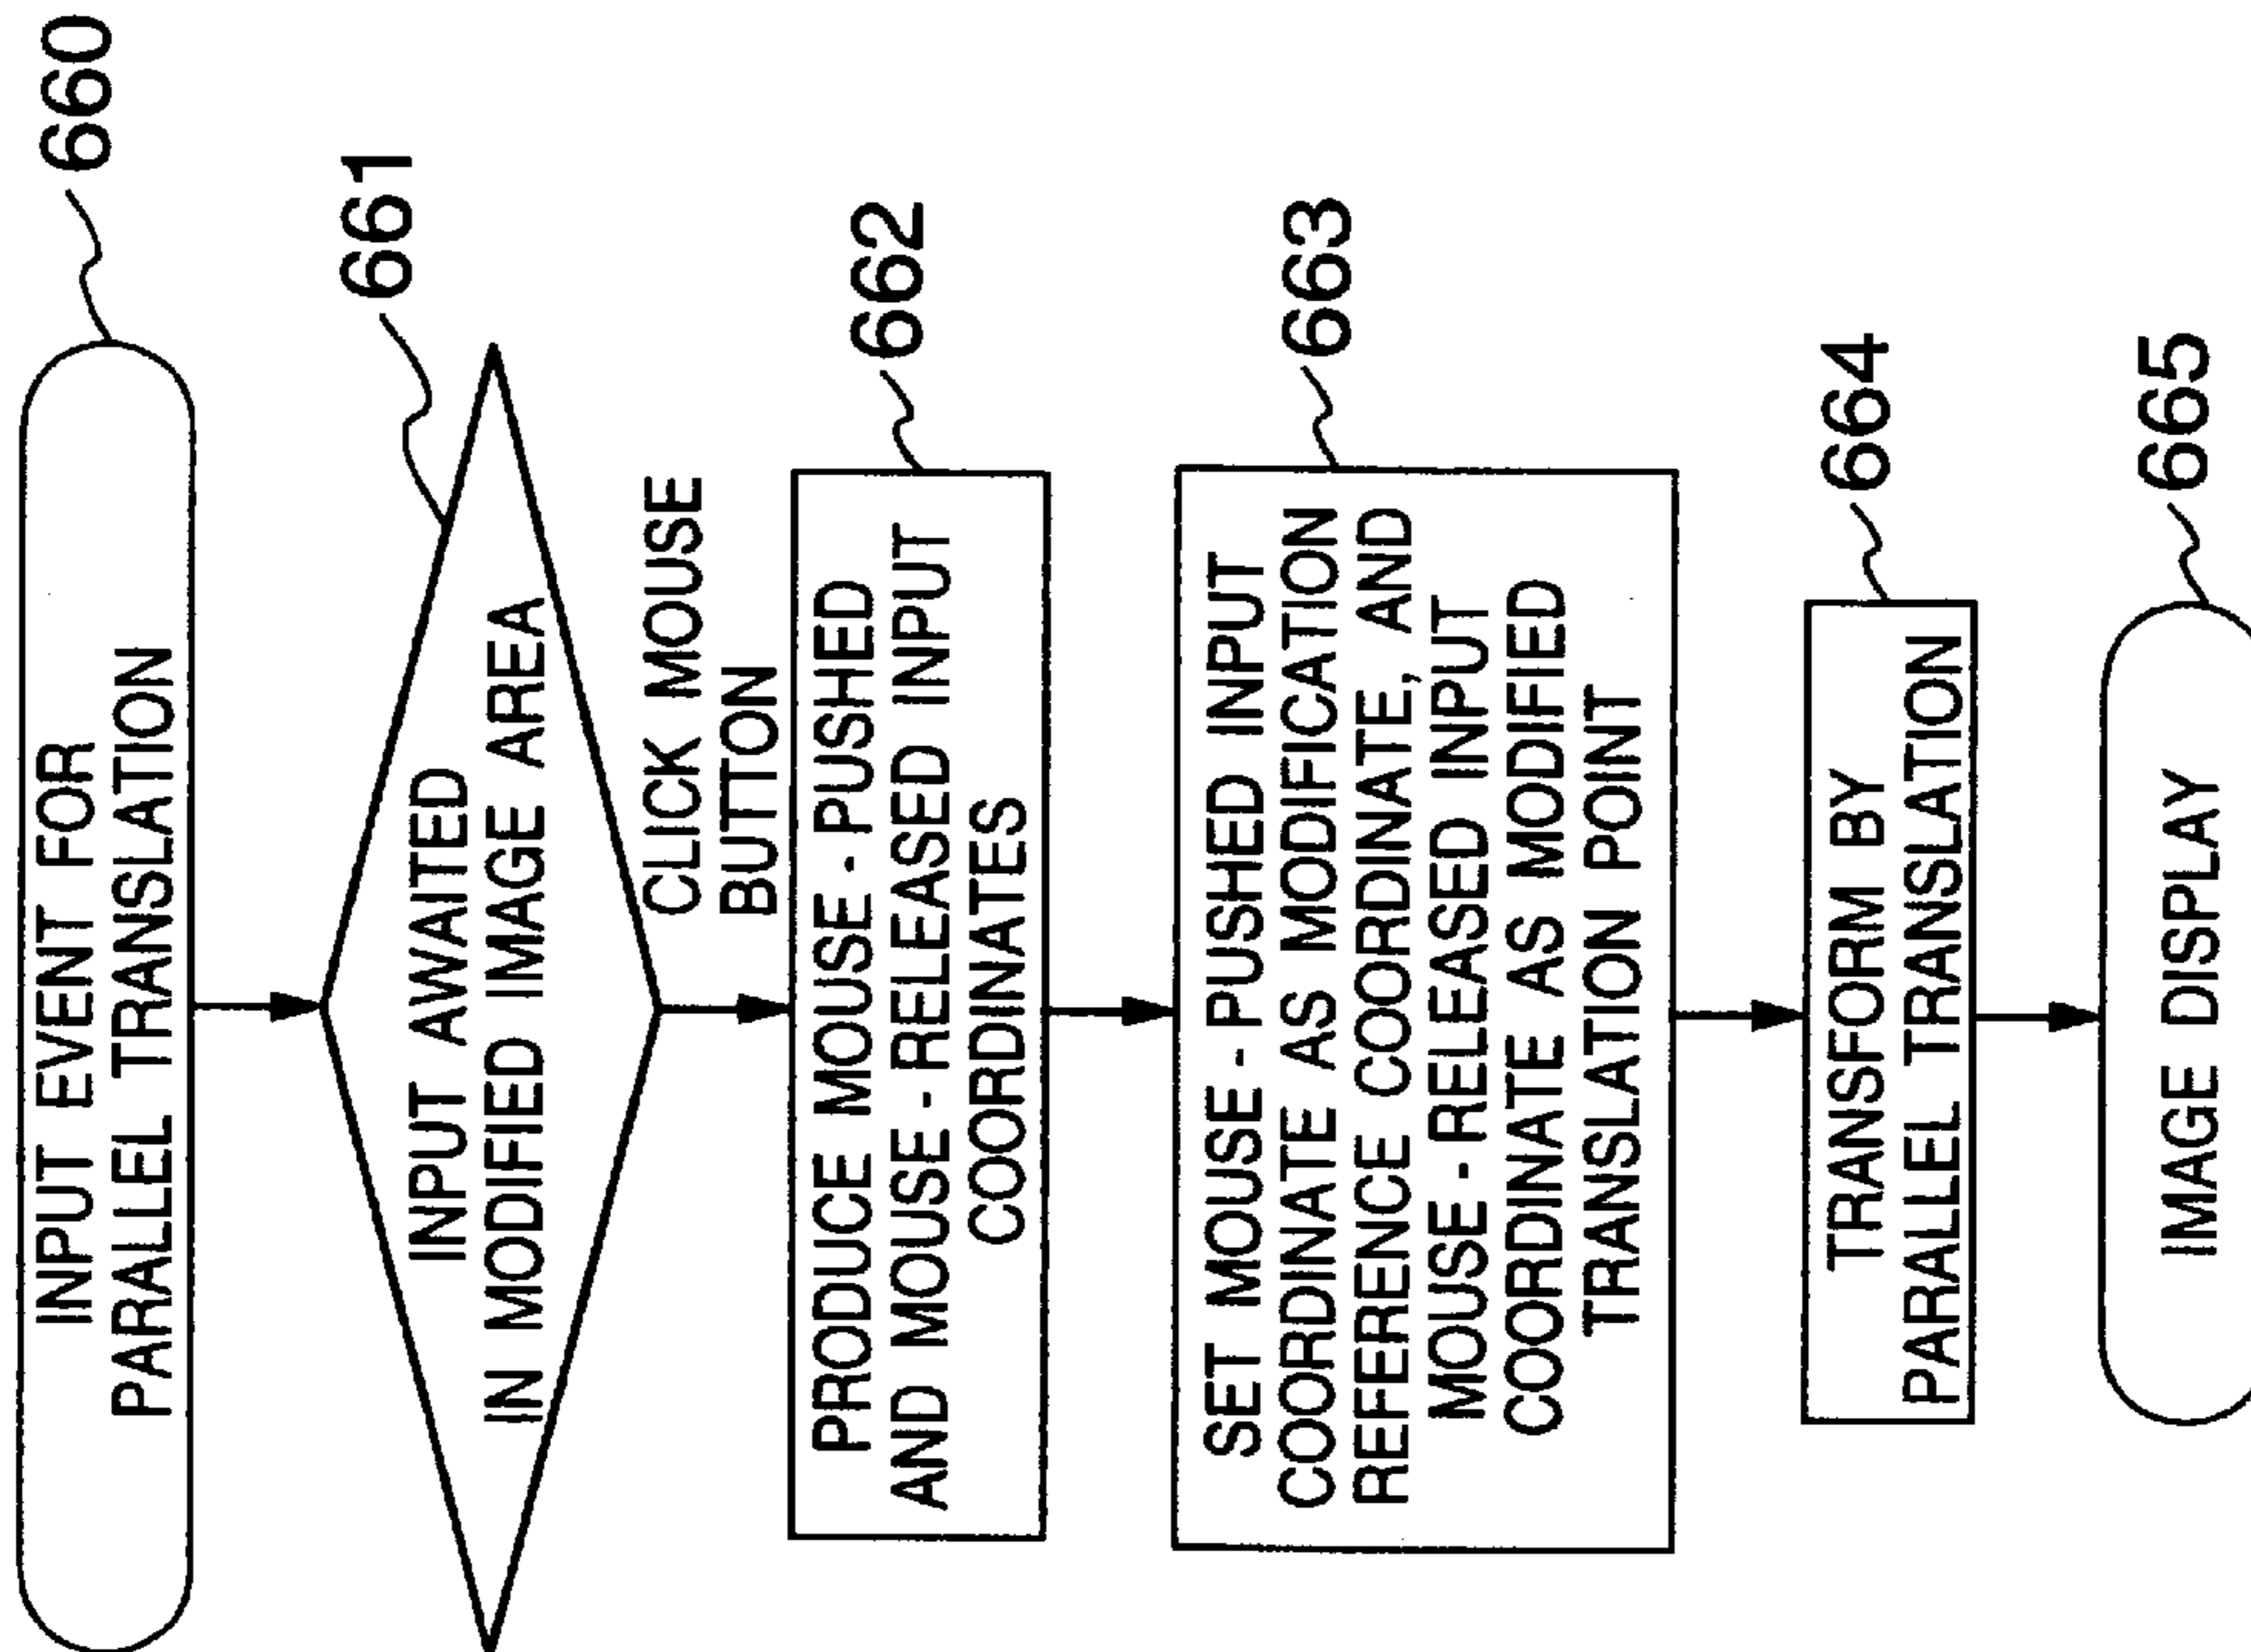 INPUT EVENT FOR
PARALLEL TRANSLATION
660
INPUT AWAITED
IN MODIFIED IMAGE AREA
661
CLICK MOUSE
BUTTON
PRODUCE MOUSE - PUSHED
AND MOUSE - RELEASED INPUT
COORDINATES
662
SET MOUSE - PUSHED INPUT
COORDINATE AS MODIFICATION
REFERENCE COORDINATE, AND
MOUSE - RELEASED INPUT
COORDINATE AS MODIFIED
TRANSLATION POINT
663
TRANSFORM BY
PARALLEL TRANSLATION
664
IMAGE DISPLAY
665